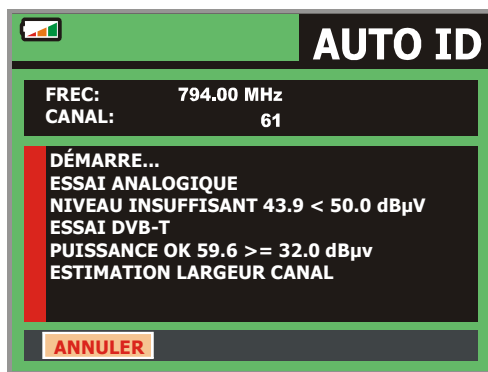 AUTO ID
FREC: 794.00 MHz
CANAL: 61
DÉMARRE...
ESSAI ANALOGIQUE
NIVEAU INSUFFISANT 43.9 < 50.0 dBµV
ESSAI DVB-T
PUISSANCE OK 59.6 >= 32.0 dBµv
ESTIMATION LARGEUR CANAL
ANNULER